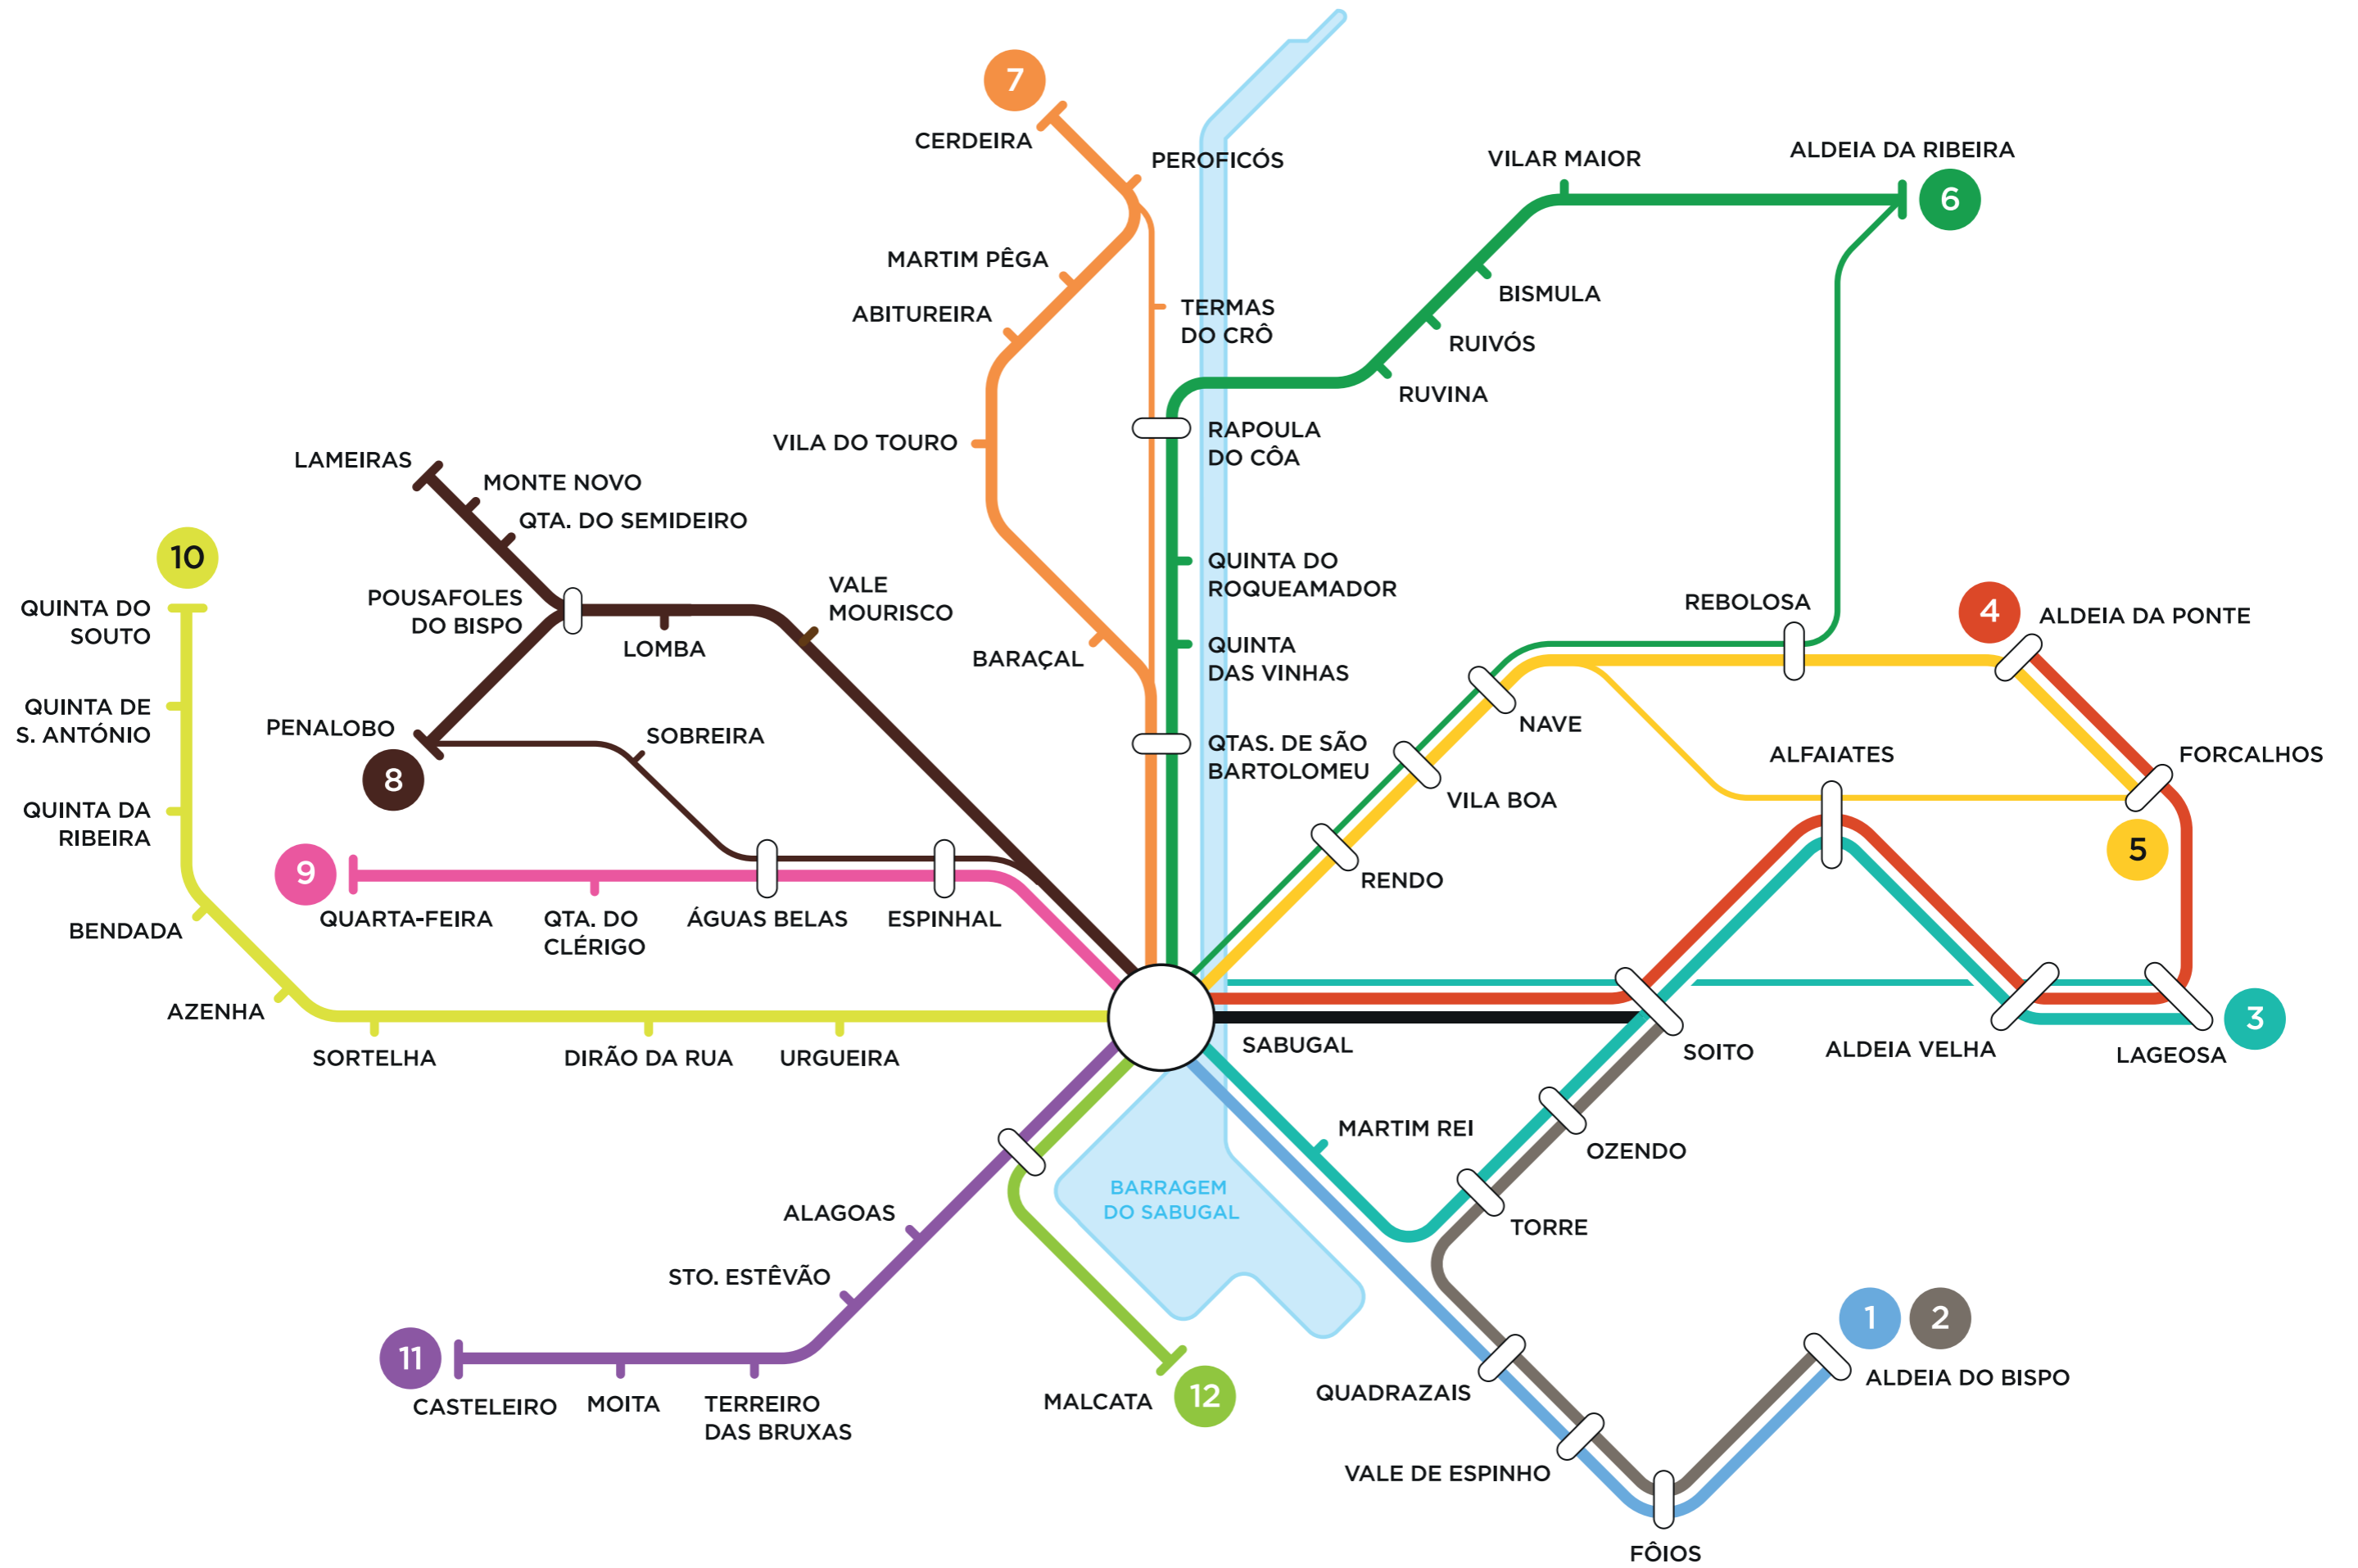 7
CERDEIRA
PEROFICÓS
VILAR MAIOR
ALDEIA DA RIBEIRA
6
MARTIM PÊGA
ABITUREIRA
TERMAS
DO CRÔ
BISMULA
RUIVÓS
RUVINA
VILA DO TOURO
RAPOULA
DO CÔA
LAMEIRAS
MONTE NOVO
QTA. DO SEMIDEIRO
10
QUINTA DO
SOUTO
POUSAFOLES
DO BISPO
LOMBA
VALE
MOURISCO
BARAÇAL
QUINTA DO
ROQUEAMADOR
QUINTA
DAS VINHAS
REBOLOSA
4
ALDEIA DA PONTE
QUINTA DE
S. ANTÓNIO
PENALOBO
8
SOBREIRA
QTAS. DE SÃO
BARTOLOMEU
NAVE
VILA BOA
RENDO
ALFAIATES
FORCALHOS
5
QUINTA DA
RIBEIRA
9
QUARTA-FEIRA
QTA. DO
CLÉRIGO
ÁGUAS BELAS
ESPINHAL
BENDADA
AZENHA
SORTELHA
DIRÃO DA RUA
URGUEIRA
SABUGAL
SOITO
ALDEIA VELHA
LAGEOSA
3
MARTIM REI
OZENDO
TORRE
BARRAGEM
DO SABUGAL
ALAGOAS
STO. ESTÊVÃO
11
CASTELEIRO
MOITA
TERREIRO
DAS BRUXAS
MALCATA
12
QUADRAZAIS
VALE DE ESPINHO
FÔIOS
1
2
ALDEIA DO BISPO